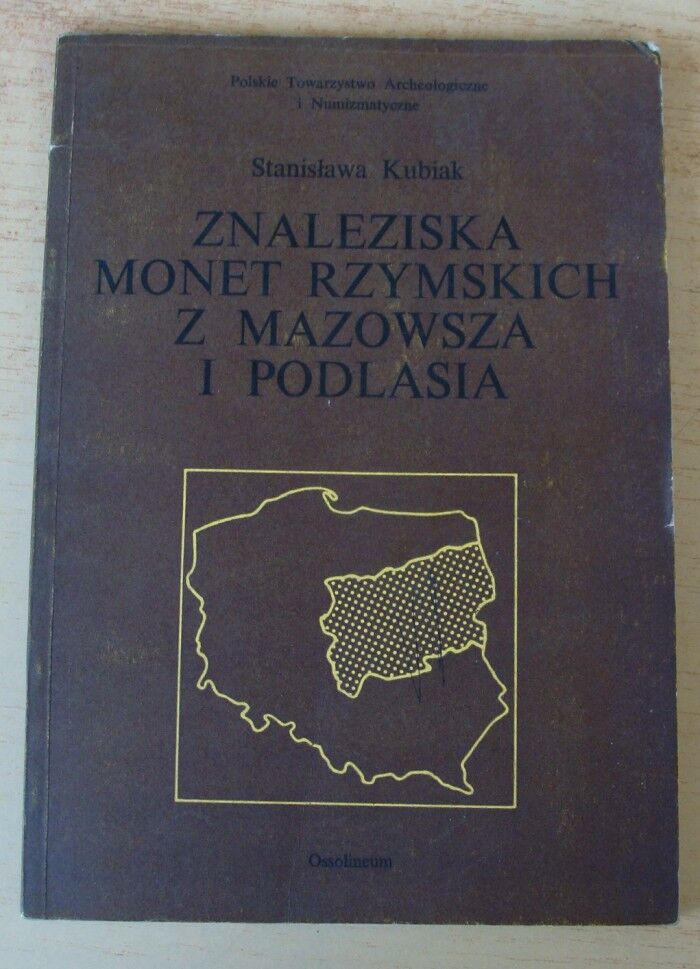 Polskie Towarzystwo Archeologiczne
i Numizmatyczne
Stanisława Kubiak
ZNALEZISKA
MONET RZYMSKICH
Z MAZOWSZA
I PODLASIA
Ossolineum